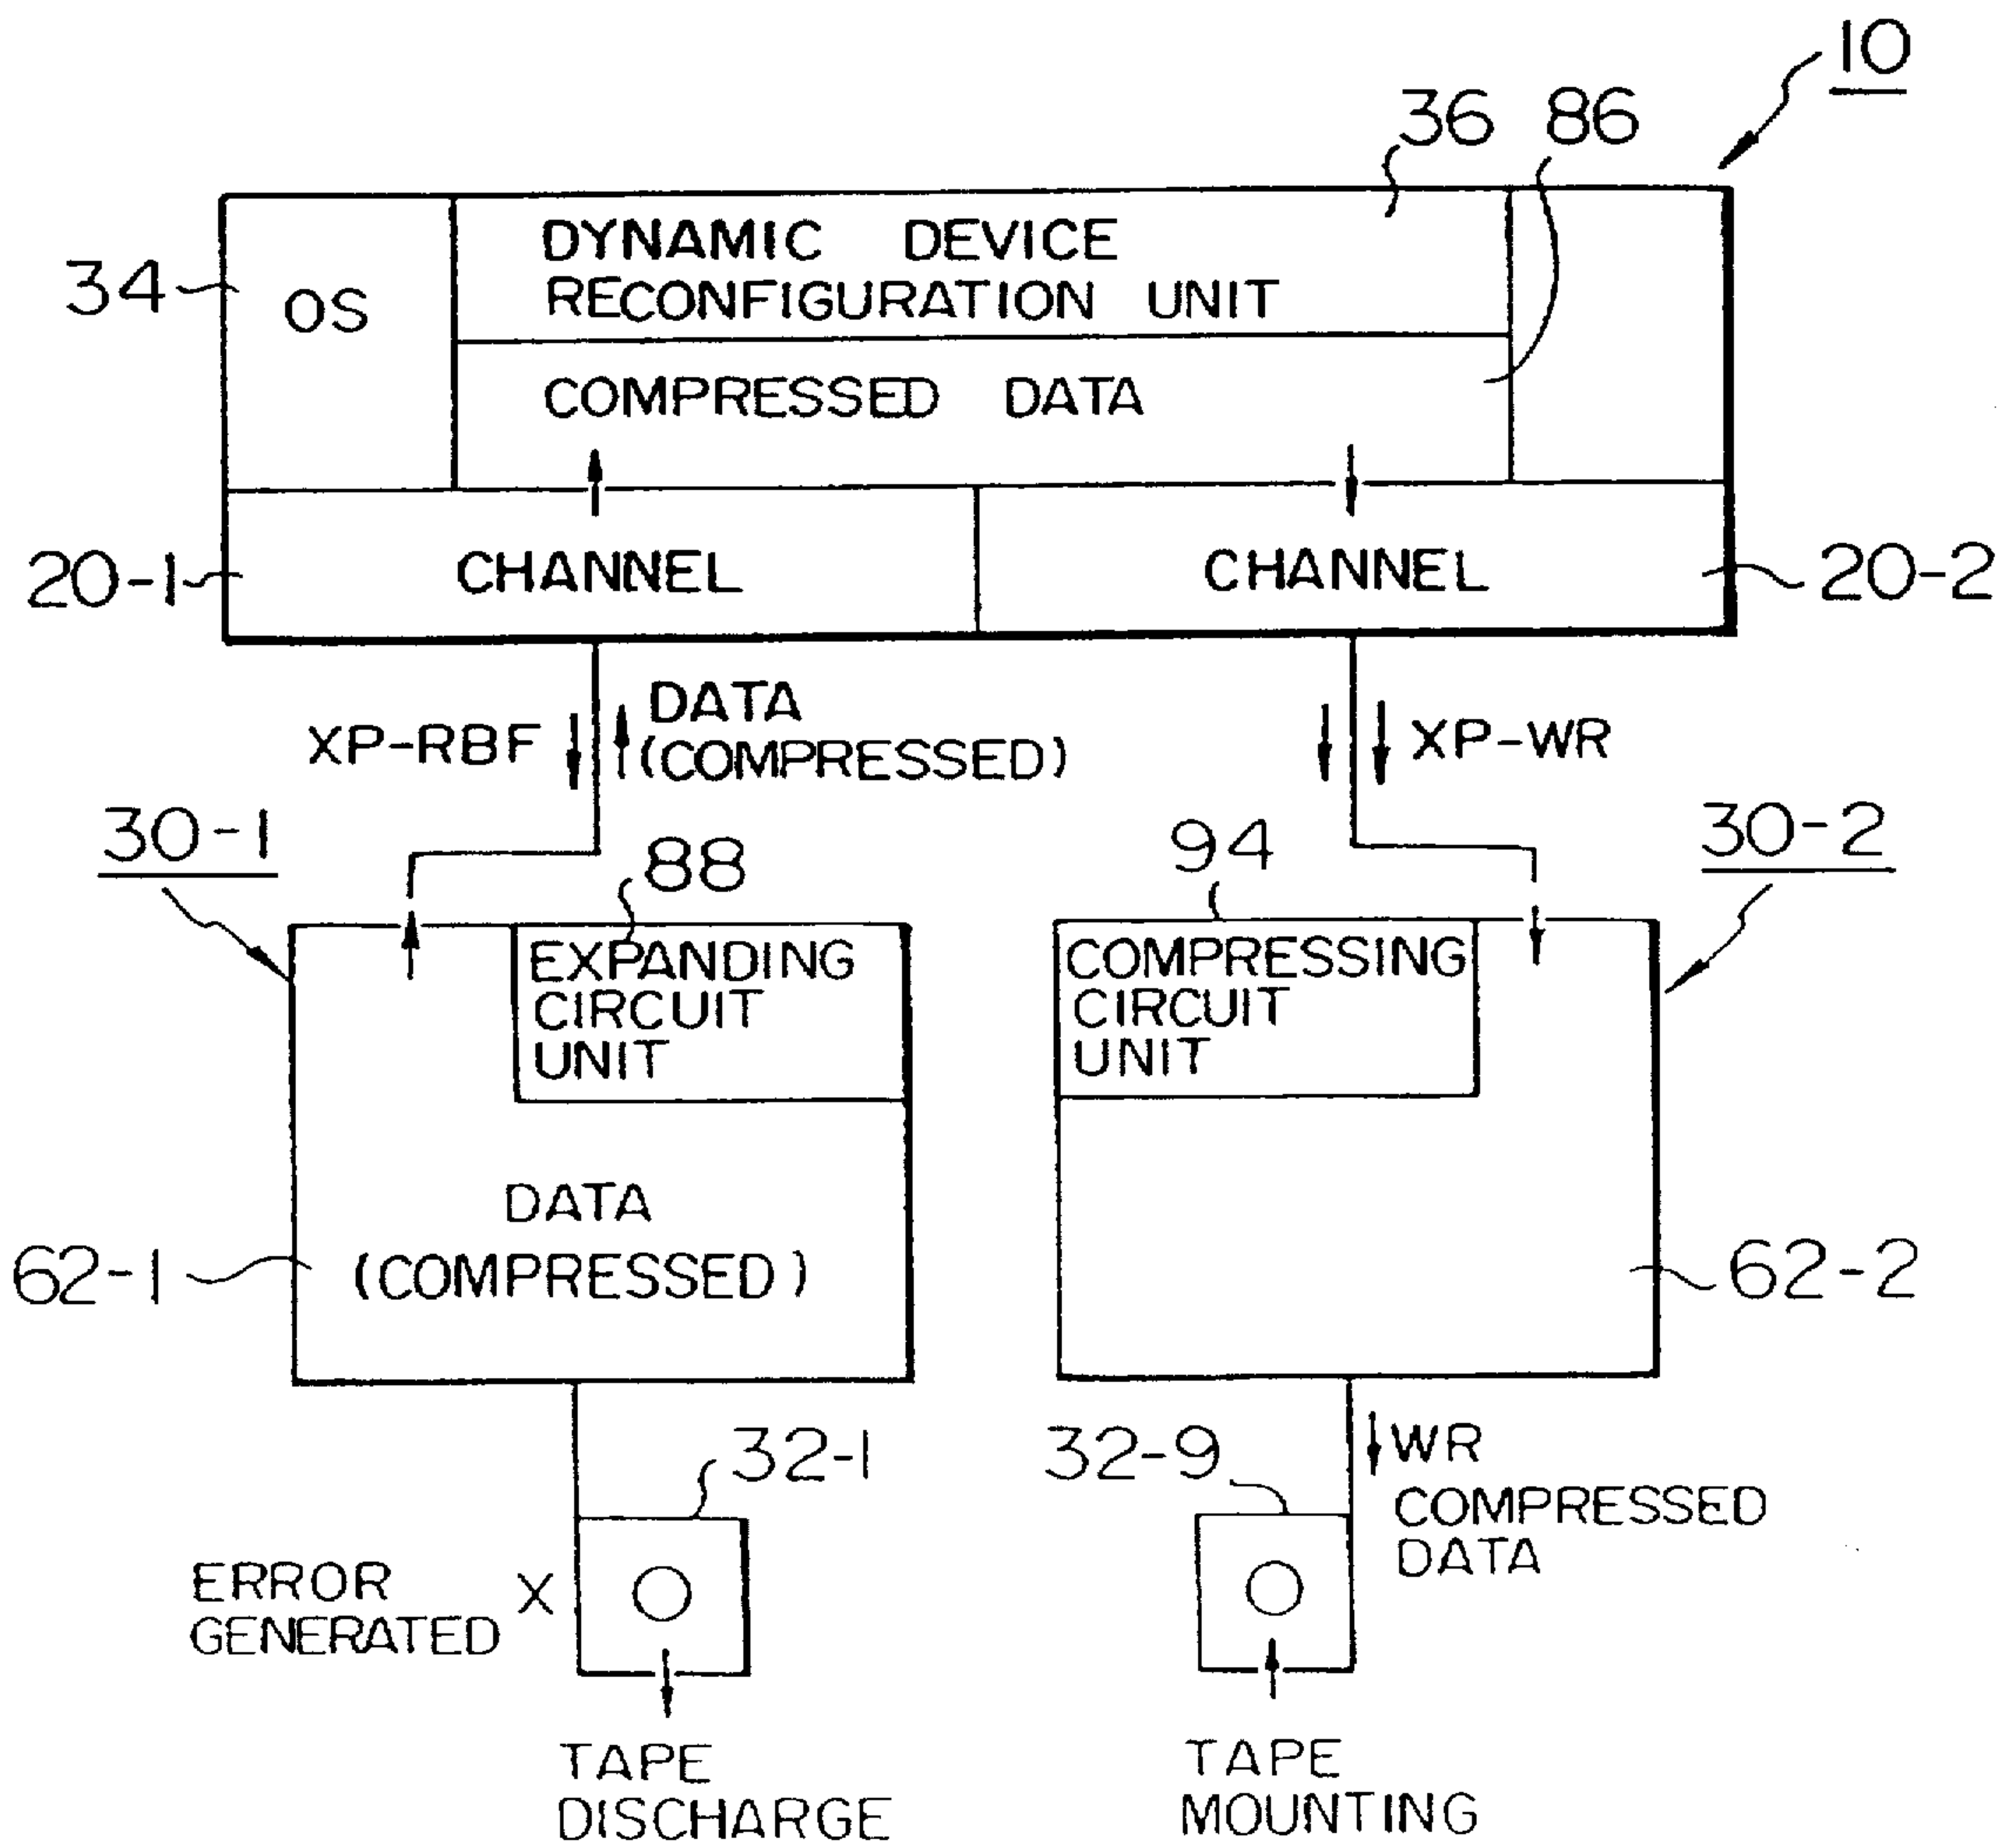 10
36
86
DYNAMIC DEVICE
RECONFIGURATION UNIT
34
OS
COMPRESSED DATA
20-1
CHANNEL
CHANNEL
20-2
XP-RBF
DATA
(COMPRESSED)
XP-WR
30-1
88
94
30-2
EXPANDING
CIRCUIT
UNIT
COMPRESSING
CIRCUIT
UNIT
DATA
(COMPRESSED)
62-1
62-2
32-1
32-9
WR
COMPRESSED
DATA
ERROR
GENERATED
X
TAPE
DISCHARGE
TAPE
MOUNTING